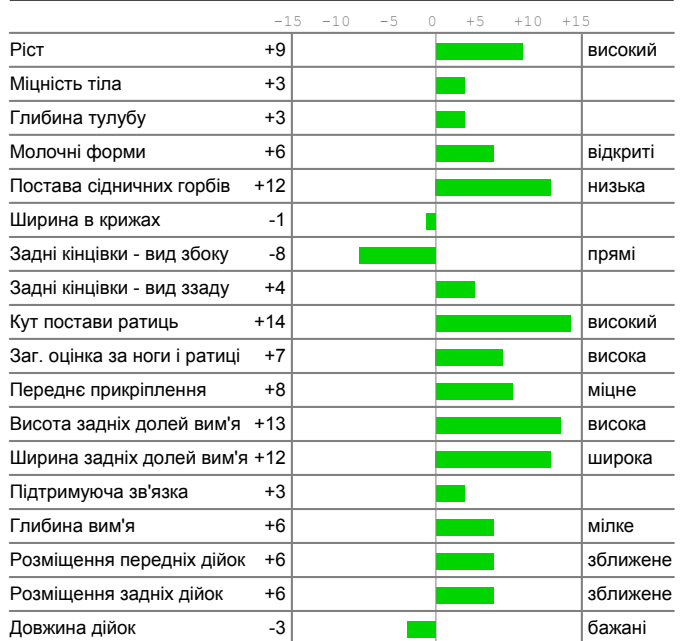 -15 -10 -5 0 +5 +10 +15
Ріст +9 високий
Міцність тіла +3
Глибина тулубу +3
Молочні форми +6 відкриті
Постава сідничних горбів +12 низька
Ширина в крижах -1
Задні кінцівки - вид збоку -8 прямі
Задні кінцівки - вид ззаду +4
Кут постави ратиць +14 високий
Заг. оцінка за ноги і ратиці +7 висока
Переднє прикріплення +8 міцне
Висота задніх долей вим'я +13 висока
Ширина задніх долей вим'я +12 широка
Підтримуюча зв'язка +3
Глибина вим'я +6 мілке
Розміщення передніх дійок +6 зближене
Розміщення задніх дійок +6 зближене
Довжина дійок -3 бажані